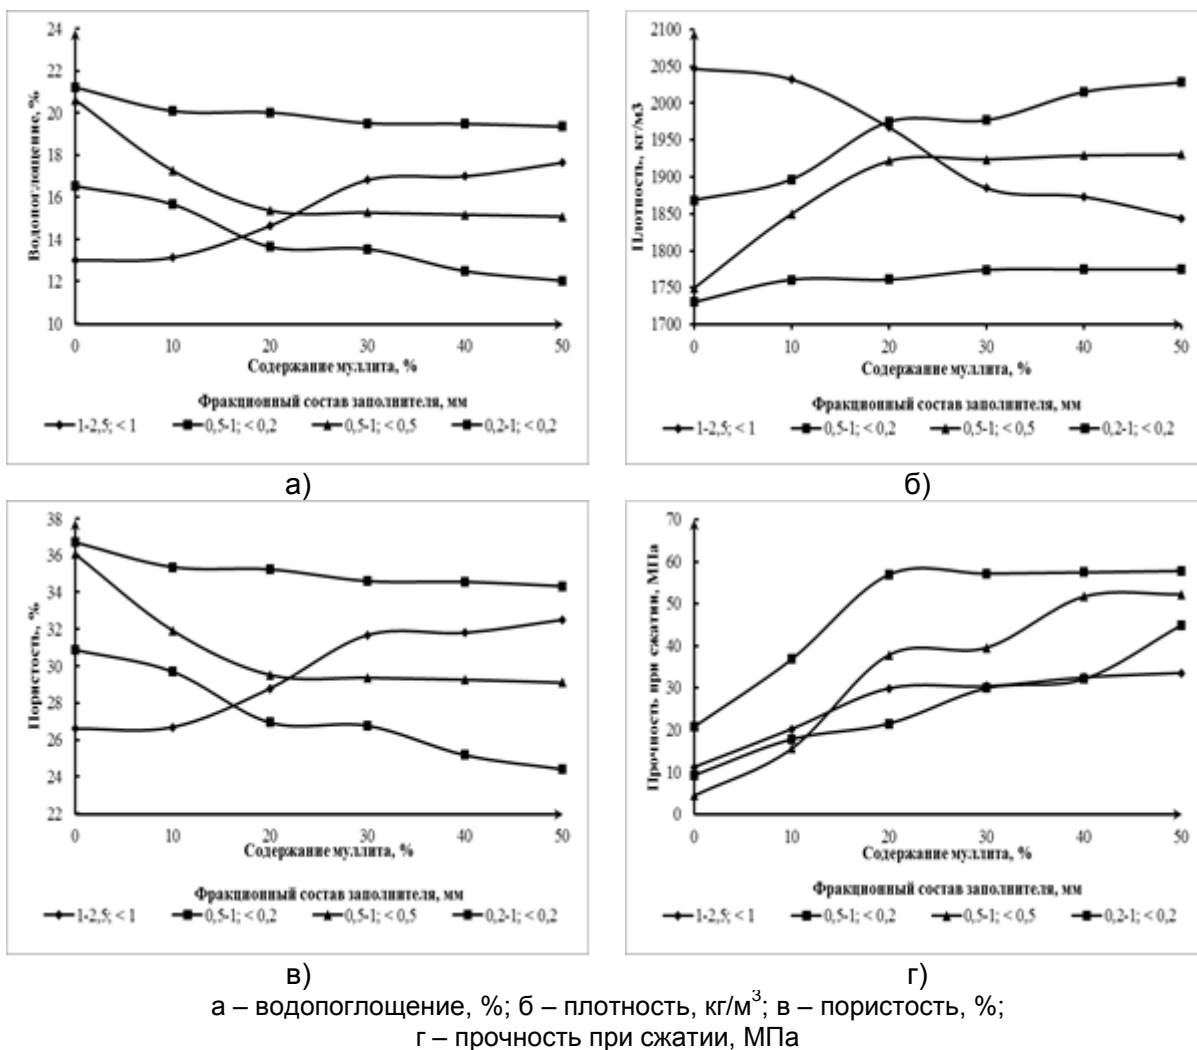 24
22
20
18
16
14
12
10
Водопоглощение, %
0 10 20 30 40 50
Содержание муллита, %
Фракционный состав заполнителя, мм
1-2,5; < 1 0,5-1; < 0,2 0,5-1; < 0,5 0,2-1; < 0,2
а)
2100
2050
2000
1950
1900
1850
1800
1750
1700
Плотность, кг/м3
0 10 20 30 40 50
Содержание муллита, %
Фракционный состав заполнителя, мм
1-2,5; < 1 0,5-1; < 0,2 0,5-1; < 0,5 0,2-1; < 0,2
б)
38
36
34
32
30
28
26
24
22
Пористость, %
0 10 20 30 40 50
Содержание муллита, %
Фракционный состав заполнителя, мм
1-2,5; < 1 0,5-1; < 0,2 0,5-1; < 0,5 0,2-1; < 0,2
в)
70
60
50
40
30
20
10
0
Прочность при сжатии, МПа
0 10 20 30 40 50
Содержание муллита, %
Фракционный состав заполнителя, мм
1-2,5; < 1 0,5-1; < 0,2 0,5-1; < 0,5 0,2-1; < 0,2
г)
а – водопоглощение, %; б – плотность, кг/м³; в – пористость, %;
г – прочность при сжатии, МПа